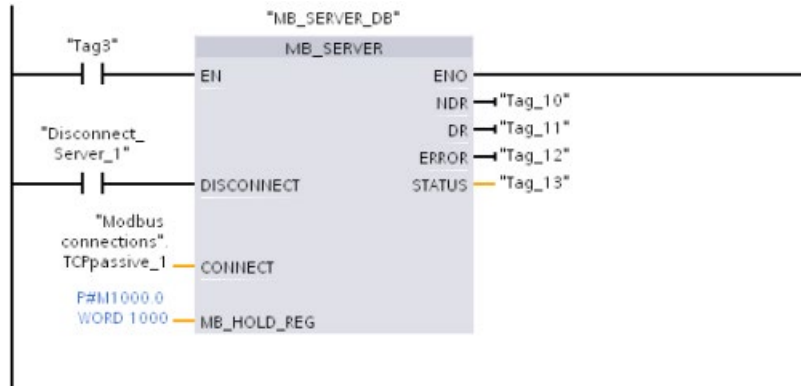 "MB_SERVER_DB"
"Tag3"
MB_SERVER
EN
ENO
NDR
"Tag_10"
DR
"Tag_11"
"Disconnect_
Server_1"
ERROR
"Tag_12"
DISCONNECT
STATUS
"Tag_13"
"Modbus
connections".
TCPpassive_1
CONNECT
P#M1000.0
WORD 1000
MB_HOLD_REG